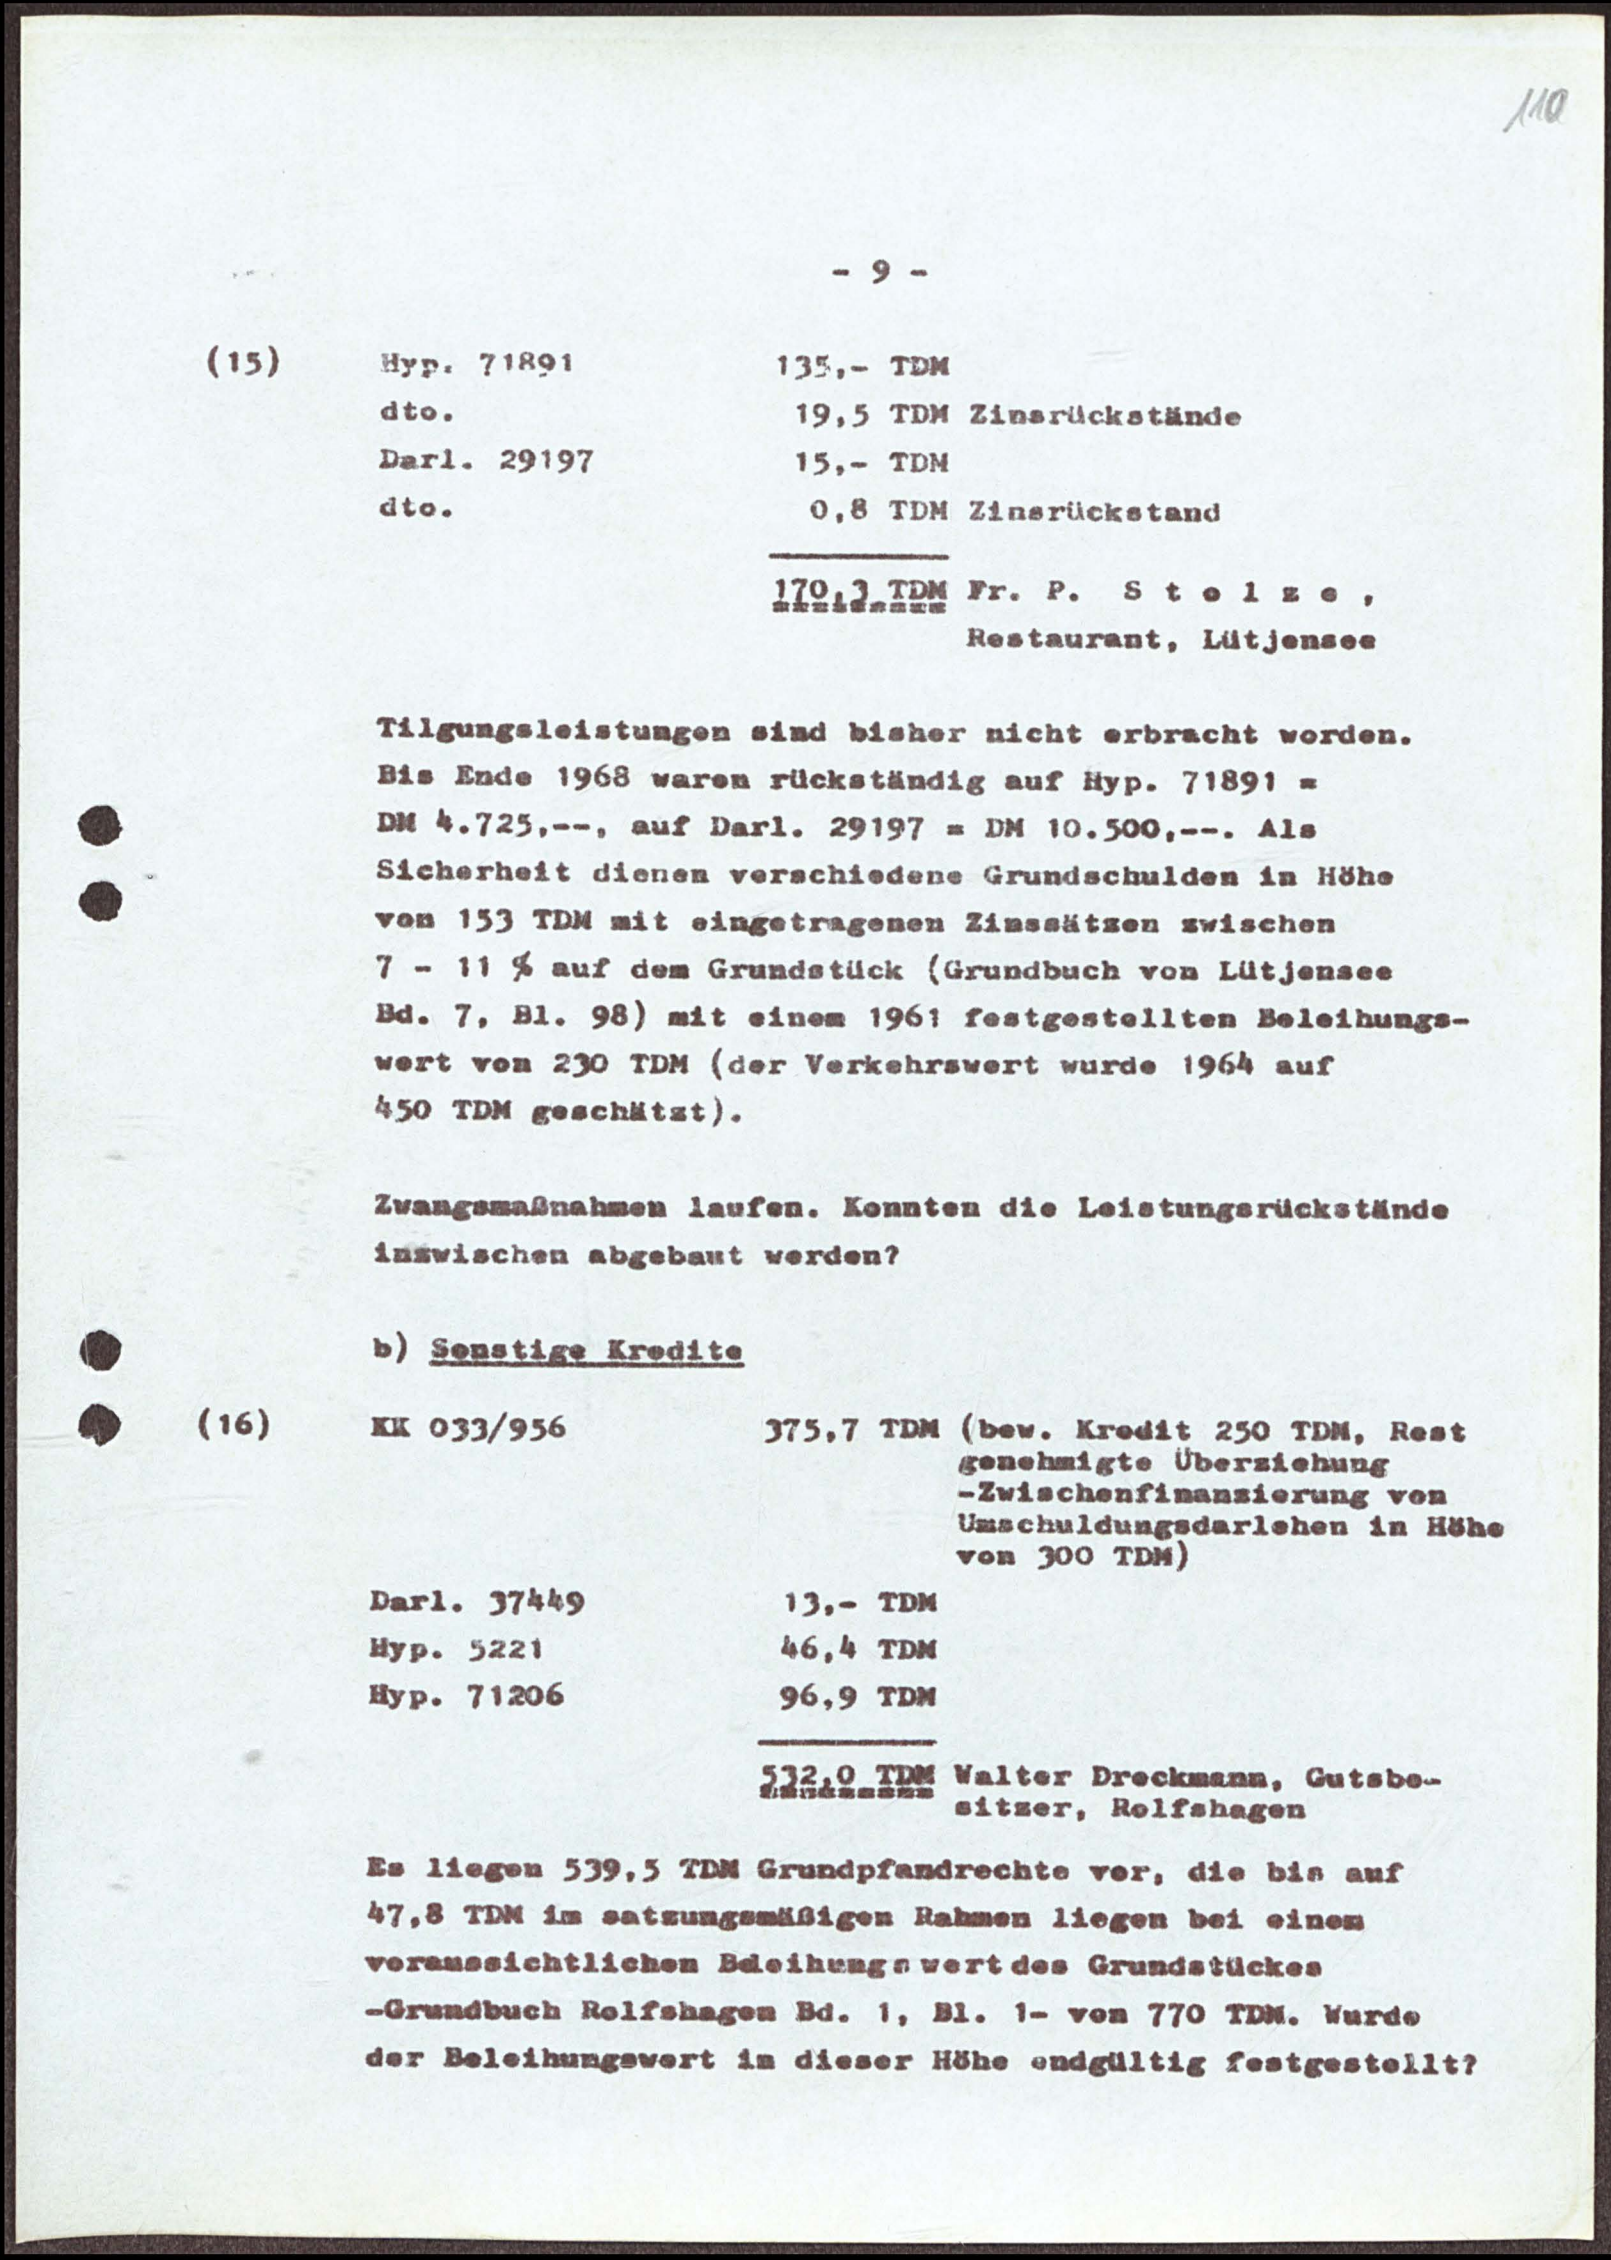 110
- 9 -
(15) Hyp. 71891 135,- TDM
dto. 19,5 TDM Zinsrückstände
Darl. 29197 15,- TDM
dto. 0,8 TDM Zinsrückstand
170,3 TDM Fr. P. S t o l z e ,
Restaurant, Lütjensee
Tilgungsleistungen sind bisher nicht erbracht worden.
Bis Ende 1968 waren rückständig auf Hyp. 71891 =
DM 4.725,--, auf Darl. 29197 = DM 10.500,--. Als
Sicherheit dienen verschiedene Grundschulden in Höhe
von 153 TDM mit eingetragenen Zinssätzen zwischen
7 - 11 % auf dem Grundstück (Grundbuch von Lütjensee
Bd. 7, Bl. 98) mit einem 1961 festgestellten Beleihungs-
wert von 230 TDM (der Verkehrswert wurde 1964 auf
450 TDM geschätzt).
Zwangsmaßnahmen laufen. Konnten die Leistungsrückstände
inzwischen abgebaut werden?
b) Sonstige Kredite
(16) KK 033/956 375,7 TDM (bew. Kredit 250 TDM, Rest
genehmigte Überziehung
-Zwischenfinanzierung von
Umschuldungsdarlehen in Höhe
von 300 TDM)
Darl. 37449 13,- TDM
Hyp. 5221 46,4 TDM
Hyp. 71206 96,9 TDM
532,0 TDM Walter Dreckmann, Gutsbe-
sitzer, Rolfshagen
Es liegen 539,5 TDM Grundpfandrechte vor, die bis auf
47,8 TDM im satzungsmäßigen Rahmen liegen bei einem
voraussichtlichen Beleihungswert des Grundstückes
-Grundbuch Rolfshagen Bd. 1, Bl. 1- von 770 TDM. Wurde
der Beleihungswert in dieser Höhe endgültig festgestellt?